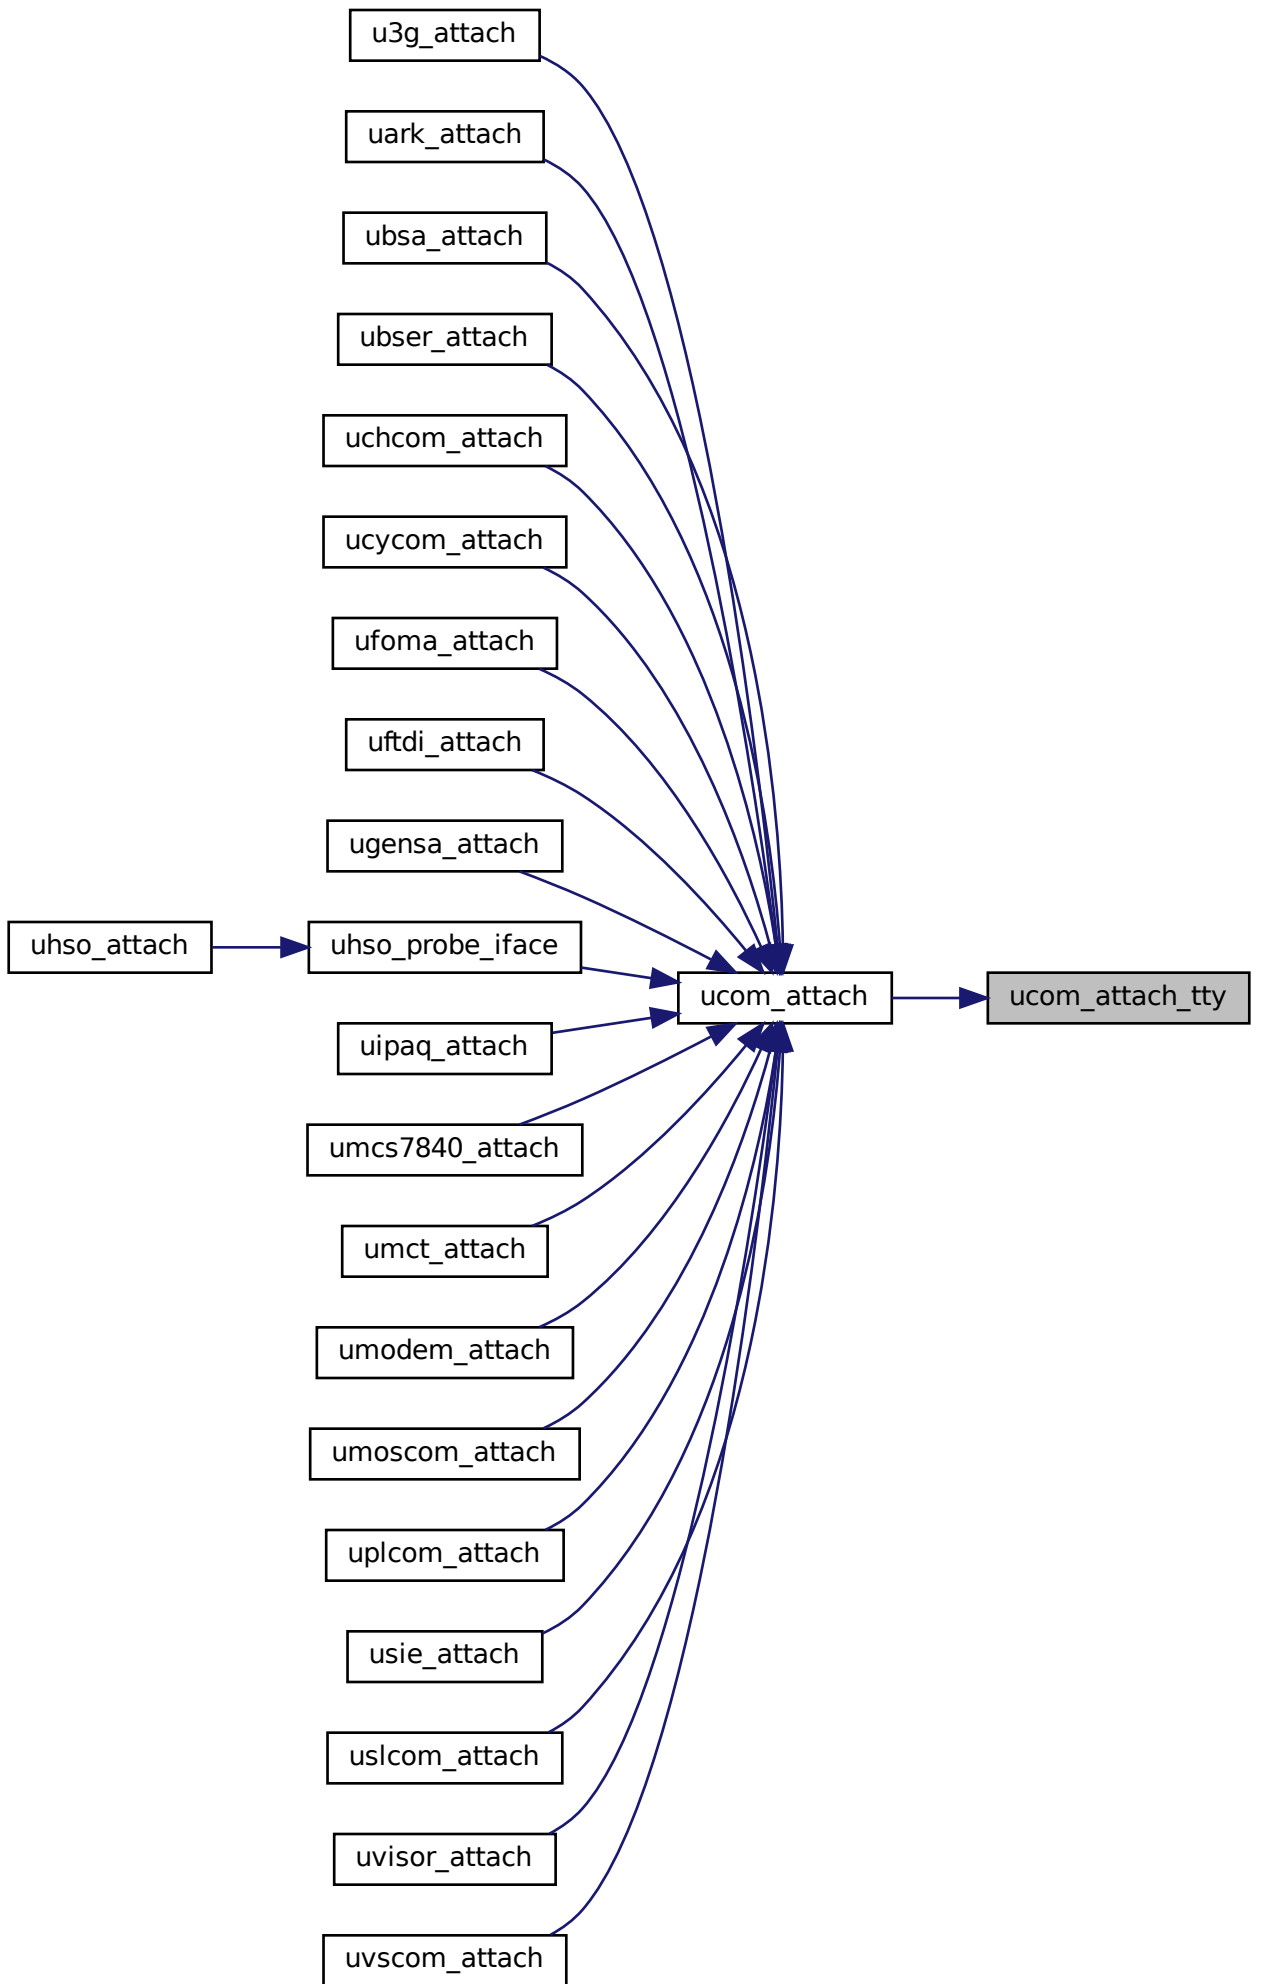 u3g_attach
uark_attach
ubsa_attach
ubser_attach
uchcom_attach
ucycom_attach
ufoma_attach
uftdi_attach
ugensa_attach
uhso_attach
uhso_probe_iface
ucom_attach
ucom_attach_tty
uipaq_attach
umcs7840_attach
umct_attach
umodem_attach
umoscom_attach
uplcom_attach
usie_attach
uslcom_attach
uvisor_attach
uvscom_attach